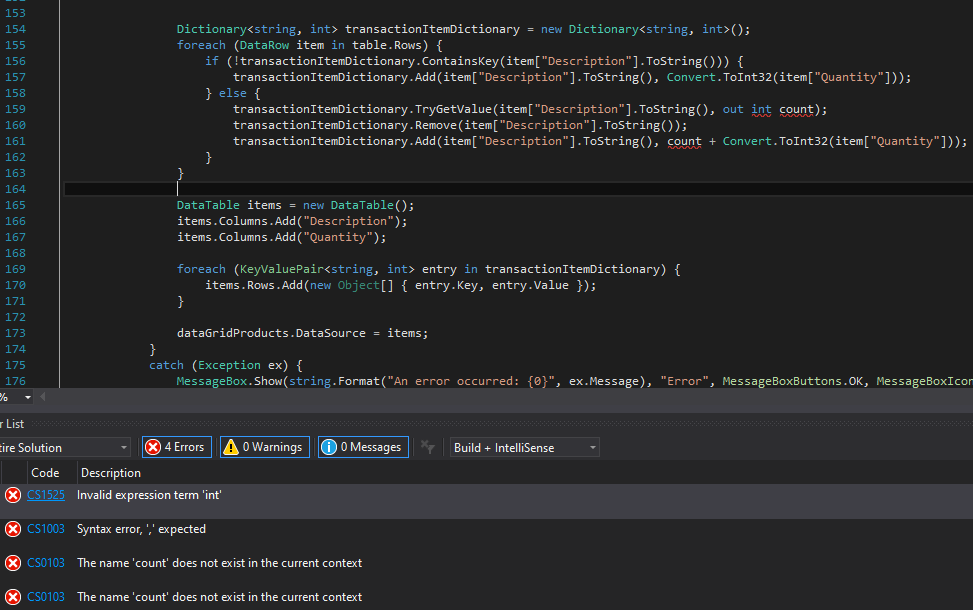 153
154 Dictionary<string, int> transactionItemDictionary = new Dictionary<string, int>();
155 foreach (DataRow item in table.Rows) {
156 if (!transactionItemDictionary.ContainsKey(item["Description"].ToString())) {
157 transactionItemDictionary.Add(item["Description"].ToString(), Convert.ToInt32(item["Quantity"]));
158 } else {
159 transactionItemDictionary.TryGetValue(item["Description"].ToString(), out int count);
160 transactionItemDictionary.Remove(item["Description"].ToString());
161 transactionItemDictionary.Add(item["Description"].ToString(), count + Convert.ToInt32(item["Quantity"]));
162 }
163 }
164
165 DataTable items = new DataTable();
166 items.Columns.Add("Description");
167 items.Columns.Add("Quantity");
168
169 foreach (KeyValuePair<string, int> entry in transactionItemDictionary) {
170 items.Rows.Add(new Object[] { entry.Key, entry.Value });
171 }
172
173 dataGridProducts.DataSource = items;
174 }
175 catch (Exception ex) {
176 MessageBox.Show(string.Format("An error occurred: {0}", ex.Message), "Error", MessageBoxButtons.OK, MessageBoxIcon
%
r List
tire Solution 4 Errors 0 Warnings 0 Messages Build + IntelliSense
Code Description
CS1525 Invalid expression term 'int'
CS1003 Syntax error, ',' expected
CS0103 The name 'count' does not exist in the current context
CS0103 The name 'count' does not exist in the current context